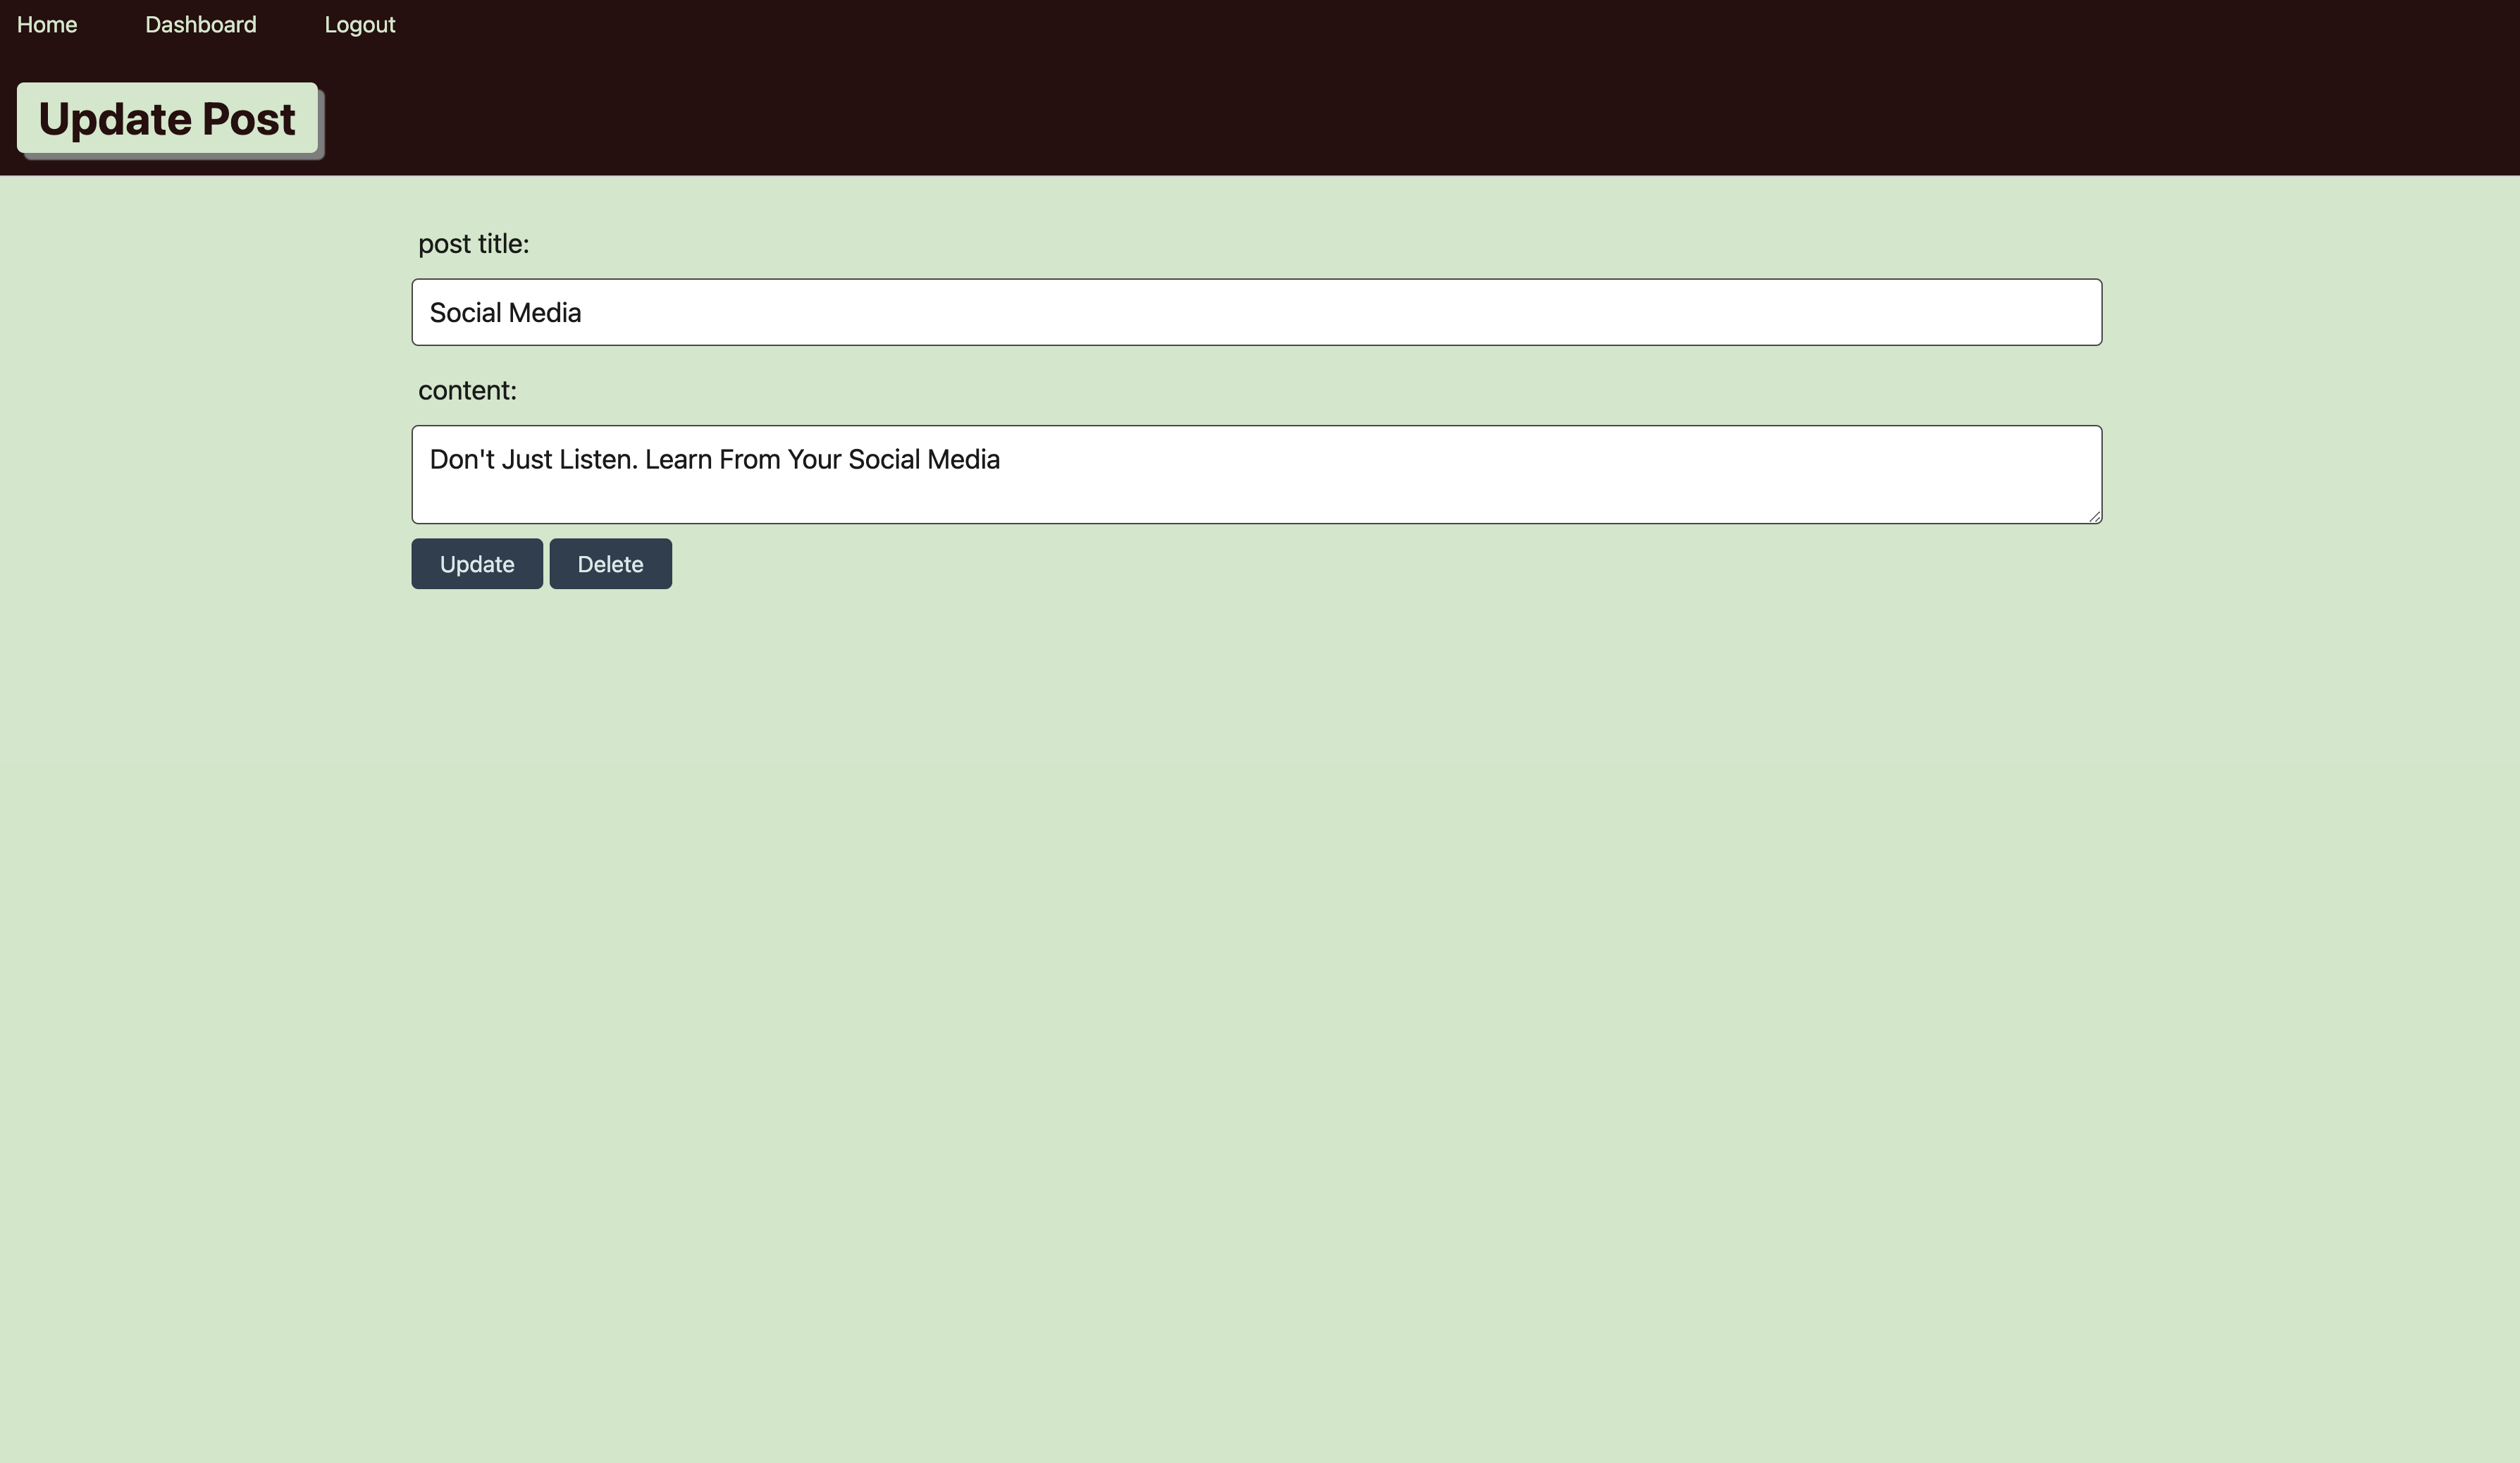 Home Dashboard Logout
Update Post
post title:
Social Media
content:
Don't Just Listen. Learn From Your Social Media
Update Delete